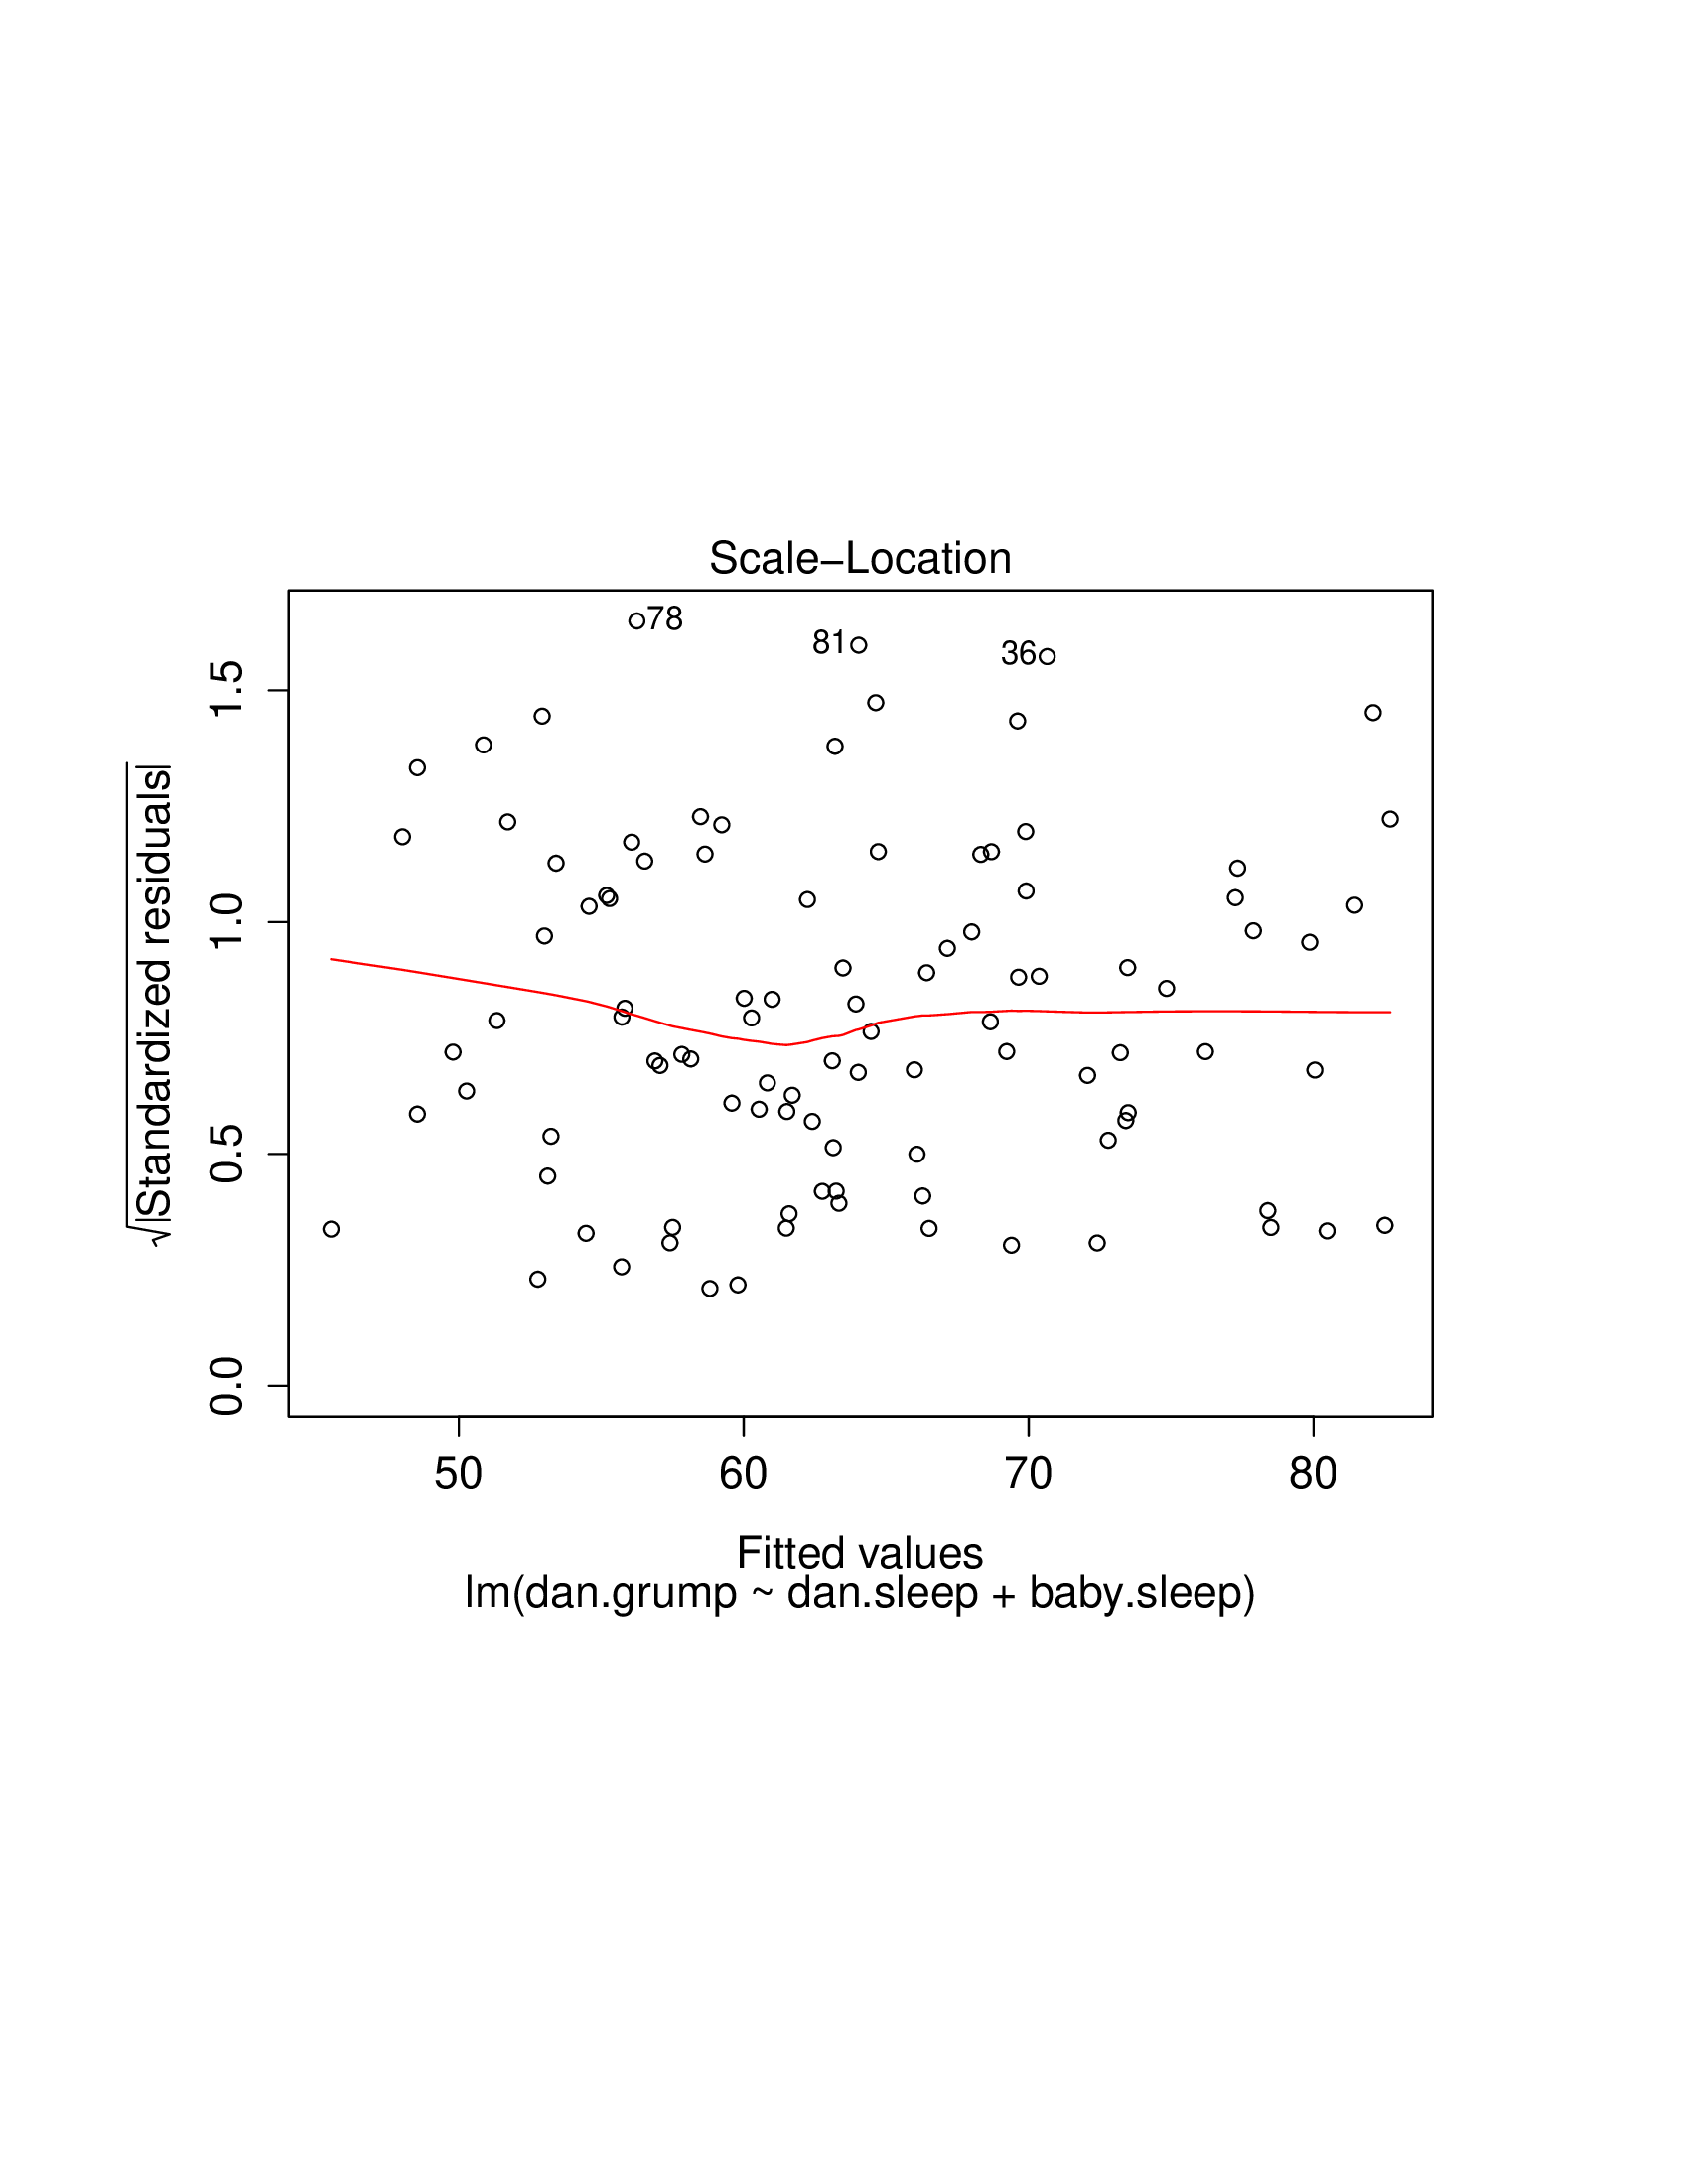 Scale−Location
78
81
36
√|Standardized residuals|
1.5
1.0
0.5
0.0
50 60 70 80
Fitted values
lm(dan.grump ~ dan.sleep + baby.sleep)